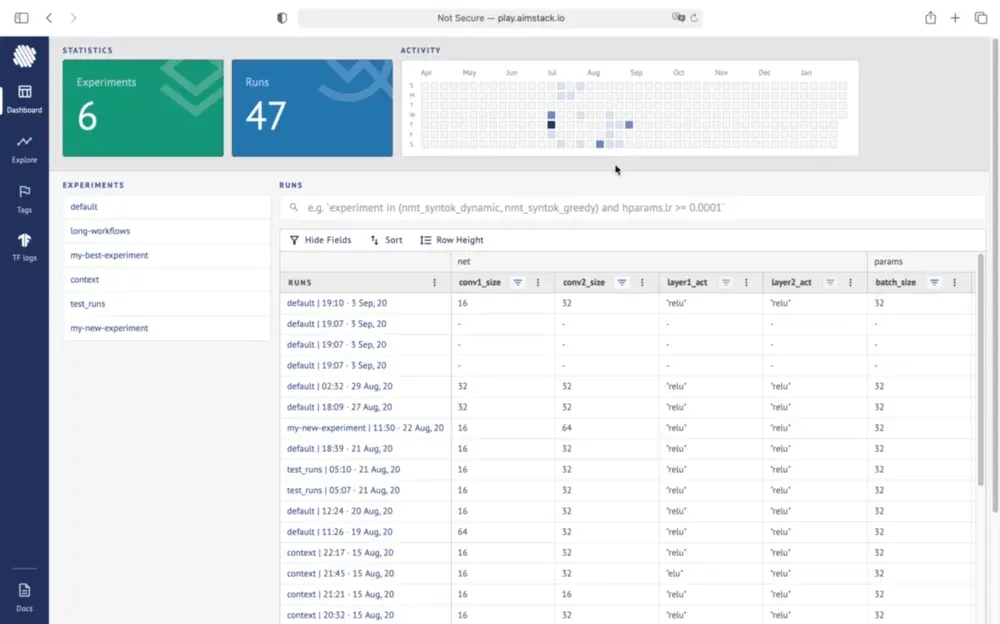 Not Secure — play.aimstack.io
STATISTICS
ACTIVITY
Experiments
6
Runs
47
Apr May Jun Jul Aug Sep Oct Nov Dec Jan
S
M
T
W
T
F
S
Dashboard
Explore
Tags
TF logs
Docs
EXPERIMENTS
default
long-workflows
my-best-experiment
context
test_runs
my-new-experiment
RUNS
e.g. `experiment in (nmt_syntok_dynamic, nmt_syntok_greedy) and hparams.lr >= 0.0001`
Hide Fields Sort Row Height
net params
RUNS conv1_size conv2_size layer1_act layer2_act batch_size
default | 19:10 · 3 Sep, 20 16 32 "relu" "relu" 32
default | 19:07 · 3 Sep, 20 - - - - -
default | 19:07 · 3 Sep, 20 - - - - -
default | 19:07 · 3 Sep, 20 - - - - -
default | 02:32 · 29 Aug, 20 32 32 "relu" "relu" 32
default | 18:09 · 27 Aug, 20 32 32 "relu" "relu" 32
my-new-experiment | 11:30 · 22 Aug, 20 16 64 "relu" "relu" 32
default | 18:39 · 21 Aug, 20 16 32 "relu" "relu" 32
test_runs | 05:10 · 21 Aug, 20 16 32 "relu" "relu" 32
test_runs | 05:07 · 21 Aug, 20 16 32 "relu" "relu" 32
default | 12:24 · 20 Aug, 20 16 32 "relu" "relu" 32
default | 11:26 · 19 Aug, 20 64 32 "relu" "relu" 32
context | 22:17 · 15 Aug, 20 16 32 "relu" "relu" 32
context | 21:45 · 15 Aug, 20 16 32 "elu" "relu" 32
context | 21:21 · 15 Aug, 20 16 16 "relu" "relu" 32
context | 20:32 · 15 Aug, 20 16 32 "relu" "relu" 32